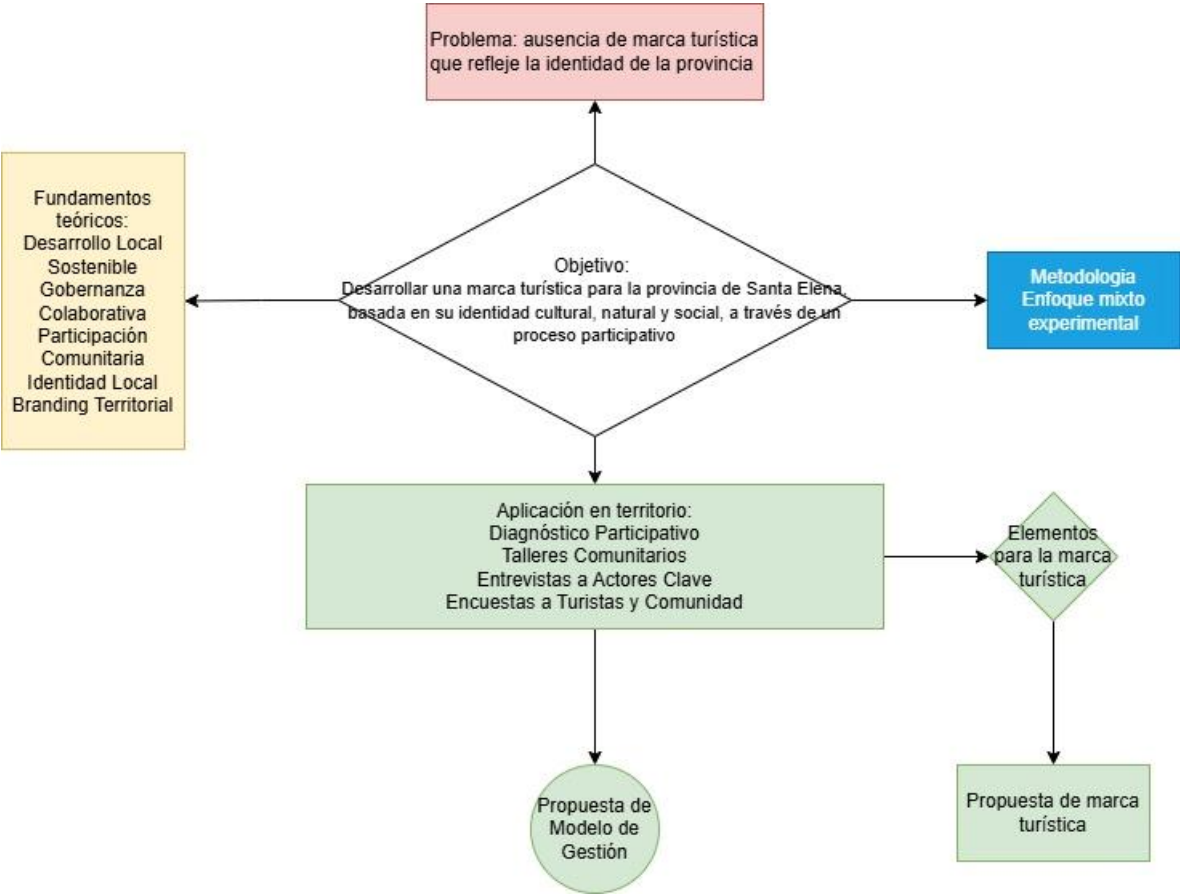 Problema: ausencia de marca turística
que refleje la identidad de la provincia
Fundamentos
teóricos:
Desarrollo Local
Sostenible
Gobernanza
Colaborativa
Participación
Comunitaria
Identidad Local
Branding Territorial
Objetivo:
Desarrollar una marca turística para la provincia de Santa Elena,
basada en su identidad cultural, natural y social, a través de un
proceso participativo
Metodologia
Enfoque mixto
experimental
Aplicación en territorio:
Diagnóstico Participativo
Talleres Comunitarios
Entrevistas a Actores Clave
Encuestas a Turistas y Comunidad
Elementos
para la marca
turística
Propuesta de
Modelo de
Gestión
Propuesta de marca
turística